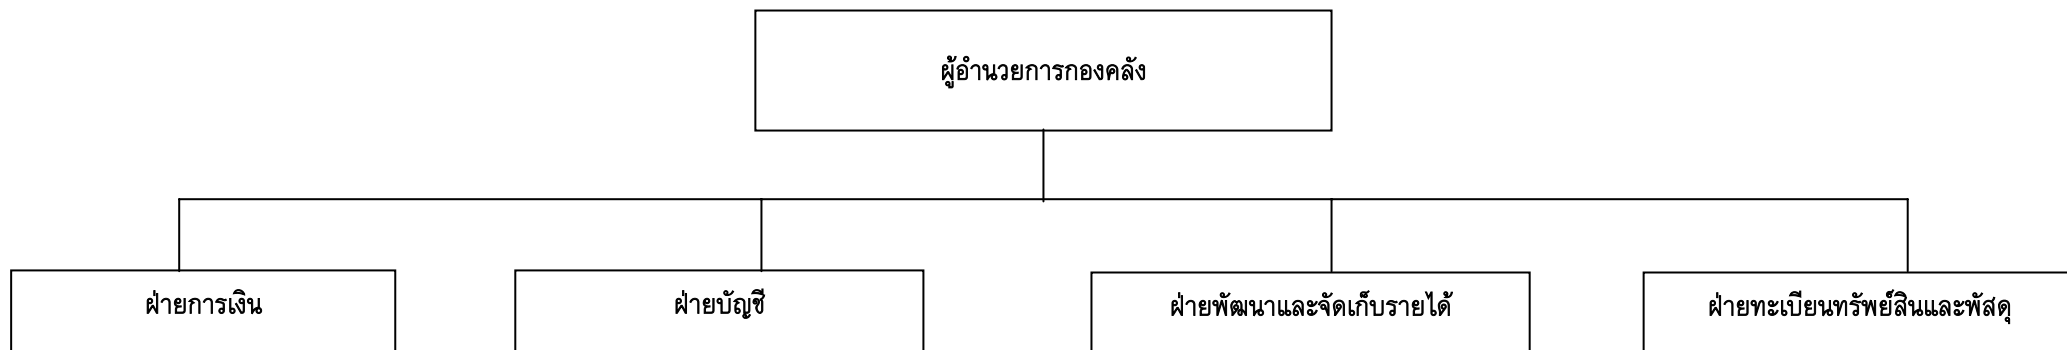 ผู้อำนวยการกองคลัง
ฝ่ายการเงิน
ฝ่ายบัญชี
ฝ่ายพัฒนาและจัดเก็บรายได้
ฝ่ายทะเบียนทรัพย์สินและพัสดุ